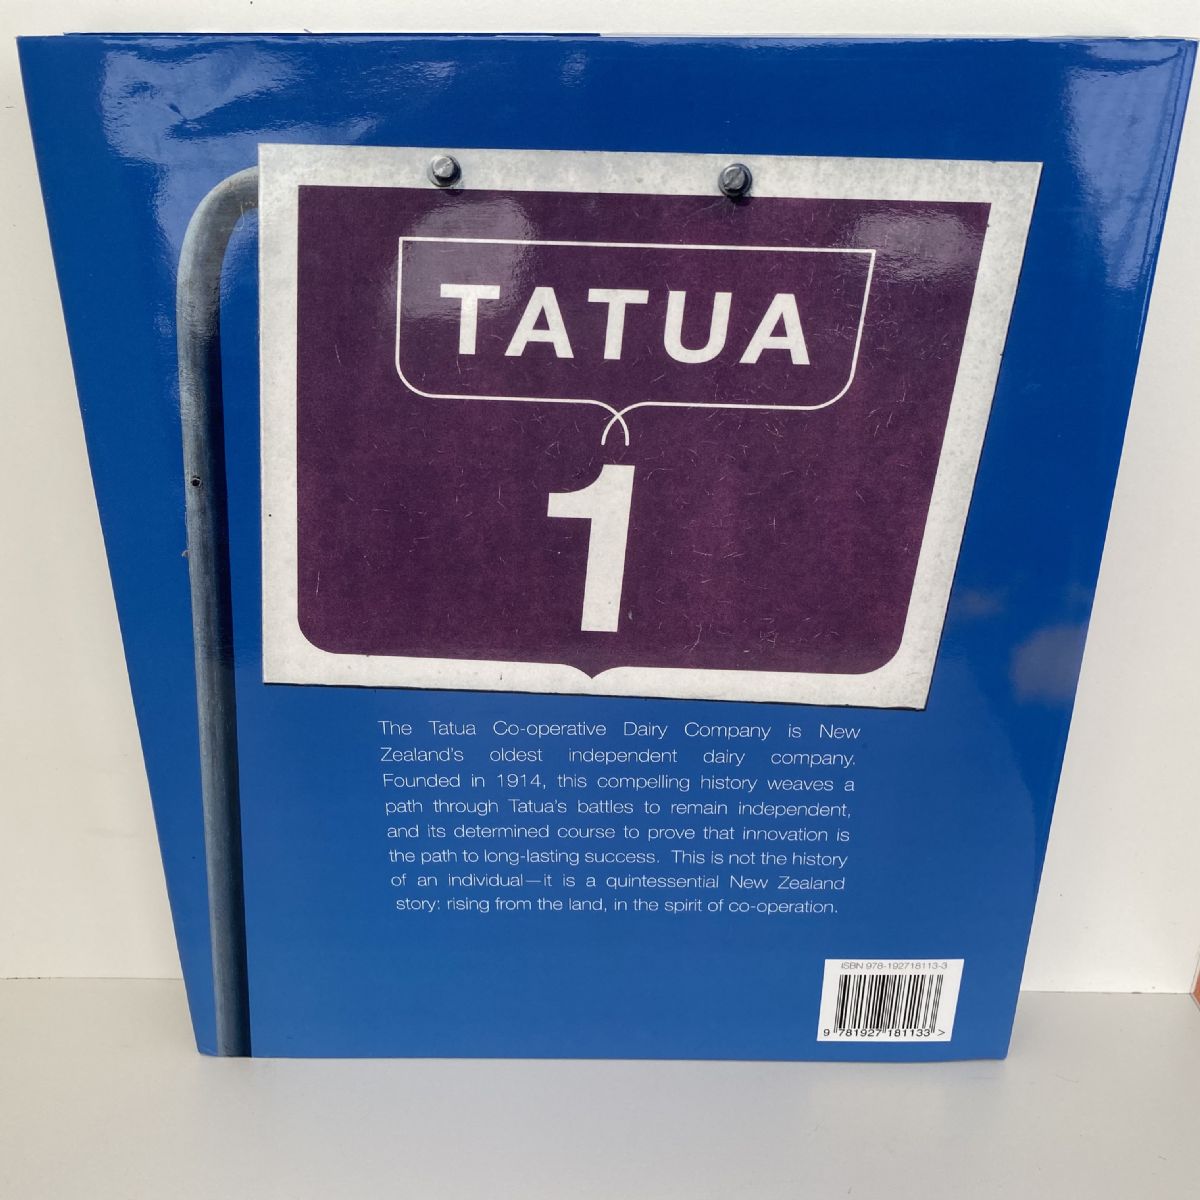 TATUA
1
The Tatua Co-operative Dairy Company is New
Zealand's oldest independent dairy company.
Founded in 1914, this compelling history weaves a
path through Tatua's battles to remain independent,
and its determined course to prove that innovation is
the path to long-lasting success. This is not the history
of an individual—it is a quintessential New Zealand
story: rising from the land, in the spirit of co-operation.
ISBN 978-192718113-3
9 781927 181133 >